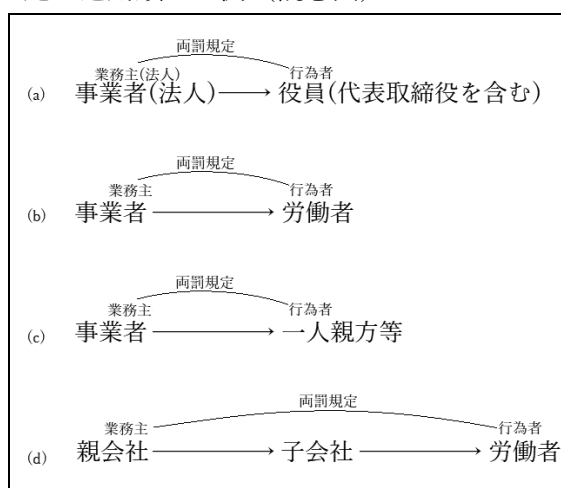 両罰規定
業務主(法人) 行為者
(a) 事業者(法人) 役員(代表取締役を含む)
両罰規定
業務主 行為者
(b) 事業者 労働者
両罰規定
業務主 行為者
(c) 事業者 一人親方等
両罰規定
業務主 行為者
(d) 親会社 子会社 労働者